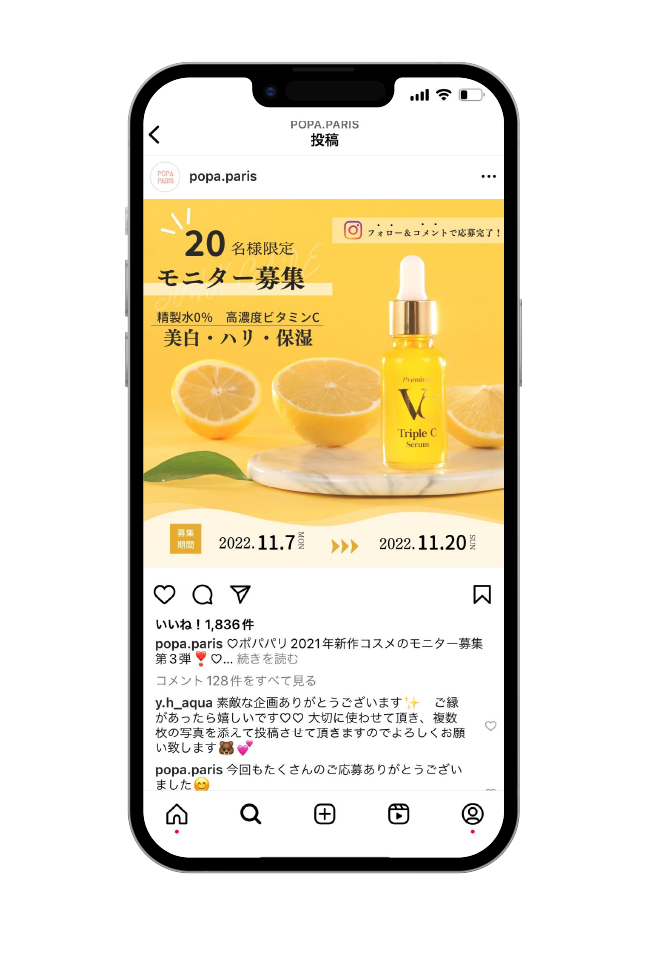 POPA.PARIS
投稿
POPA
PARIS
popa.paris
フォロー&コメントで応募完了！
20 名様限定
モニター募集
精製水0%　高濃度ビタミンC
美白・ハリ・保湿
Premium
VC
Triple C
Serum
募集
期間
2022.11.7 MON
2022.11.20 SUN
いいね！1,836件
popa.paris ♡ポパパリ2021年新作コスメのモニター募集
第３弾❣️♡... 続きを読む
コメント128件をすべて見る
y.h_aqua 素敵な企画ありがとうございます✨　ご縁
があったら嬉しいです♡♡ 大切に使わせて頂き、複数
枚の写真を添えて投稿させて頂きますのでよろしくお願
い致します🐻💕
popa.paris 今回もたくさんのご応募ありがとうござい
ました😊